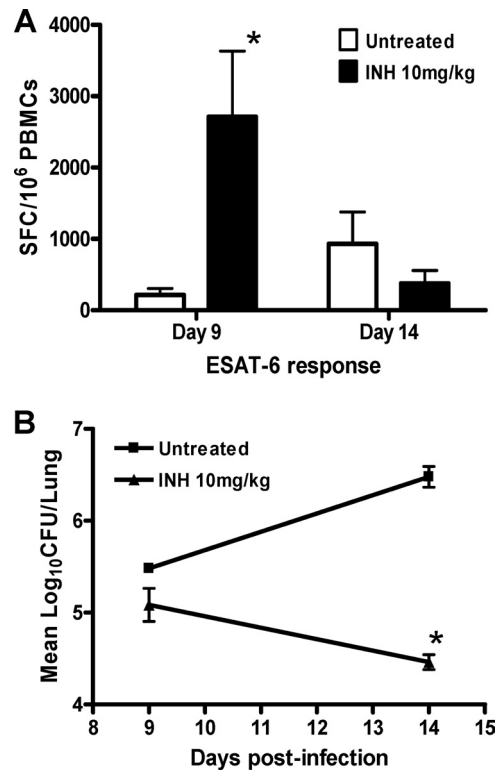 A
Untreated
INH 10mg/kg
*
4000
3000
2000
1000
0
SFC/10⁶ PBMCs
Day 9
Day 14
ESAT-6 response
B
Untreated
INH 10mg/kg
7
6
5
4
Mean Log₁₀CFU/Lung
*
8
9
10
11
12
13
14
15
Days post-infection